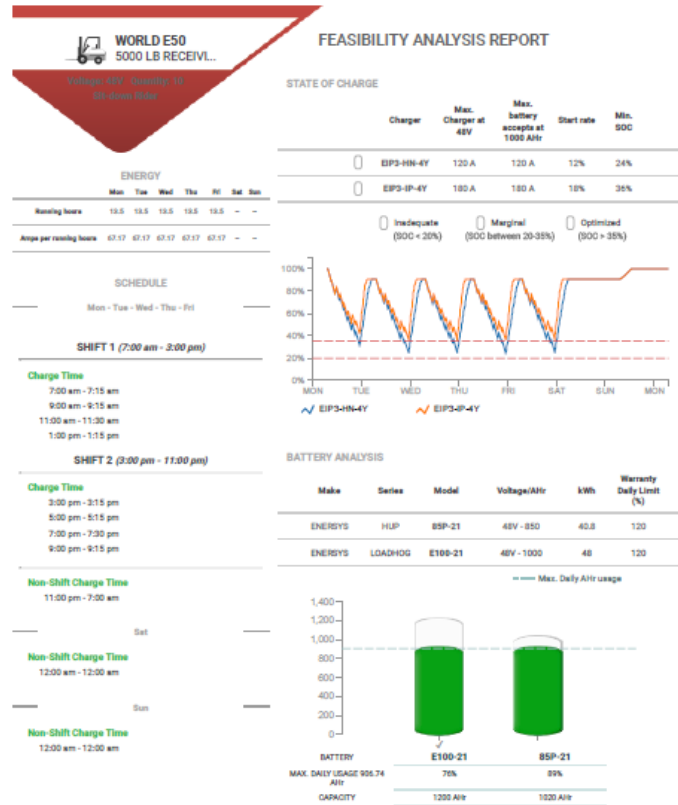 WORLD E50
5000 LB RECEIVI...
Voltage: 48V Quantity: 10
Sit-down Rider
ENERGY
Mon Tue Wed Thu Fri Sat Sun
Running hours 13.5 13.5 13.5 13.5 13.5 – –
Amps per running hours 67.17 67.17 67.17 67.17 67.17 – –
SCHEDULE
Mon - Tue - Wed - Thu - Fri
SHIFT 1 (7:00 am - 3:00 pm)
Charge Time
7:00 am - 7:15 am
9:00 am - 9:15 am
11:00 am - 11:30 am
1:00 pm - 1:15 pm
SHIFT 2 (3:00 pm - 11:00 pm)
Charge Time
3:00 pm - 3:15 pm
5:00 pm - 5:15 pm
7:00 pm - 7:30 pm
9:00 pm - 9:15 pm
Non-Shift Charge Time
11:00 pm - 7:00 am
Sat
Non-Shift Charge Time
12:00 am - 12:00 am
Sun
Non-Shift Charge Time
12:00 am - 12:00 am
FEASIBILITY ANALYSIS REPORT
STATE OF CHARGE
Charger Max. Charger at 48V Max. battery accepts at 1000 AHr Start rate Min. SOC
EIP3-HN-4Y 120 A 120 A 12% 24%
EIP3-IP-4Y 180 A 180 A 18% 36%
Inadequate Marginal Optimized
(SOC < 20%) (SOC between 20-35%) (SOC > 35%)
100%
80%
60%
40%
20%
0%
MON TUE WED THU FRI SAT SUN MON
EIP3-HN-4Y EIP3-IP-4Y
BATTERY ANALYSIS
Make Series Model Voltage/AHr kWh Warranty Daily Limit (%)
ENERSYS HUP 85P-21 48V - 850 40.8 120
ENERSYS LOADHOG E100-21 48V - 1000 48 120
Max. Daily AHr usage
1,400
1,200
1,000
800
600
400
200
0
BATTERY E100-21 85P-21
MAX. DAILY USAGE 906.74 AHr 76% 89%
CAPACITY 1200 AHr 1020 AHr